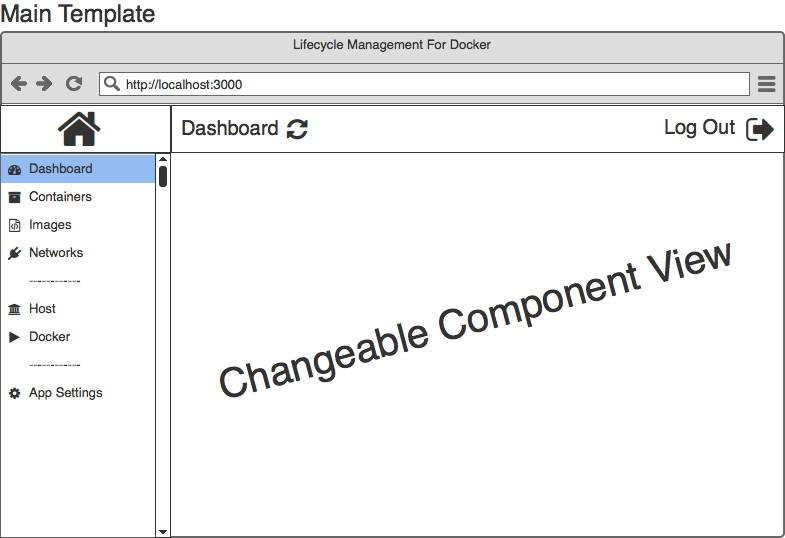 Main Template
Lifecycle Management For Docker
http://localhost:3000
Dashboard
Log Out
Dashboard
Containers
Images
Networks
------------
Host
Docker
------------
App Settings
Changeable Component View